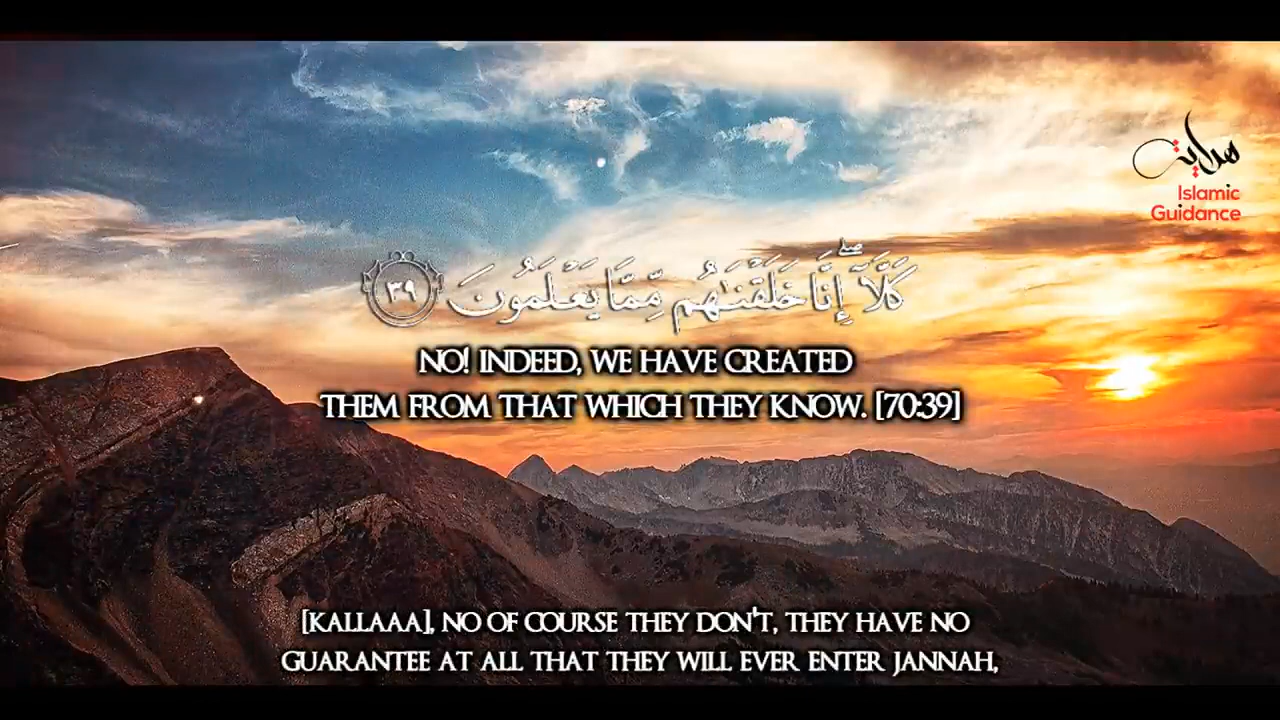 هداية
Islamic
Guidance
كَلَّآ ۖ إِنَّا خَلَقْنَٰهُم مِّمَّا يَعْلَمُونَ ٣٩
NO! INDEED, WE HAVE CREATED
THEM FROM THAT WHICH THEY KNOW. [70:39]
[KALLAAA], NO OF COURSE THEY DON'T, THEY HAVE NO
GUARANTEE AT ALL THAT THEY WILL EVER ENTER JANNAH,